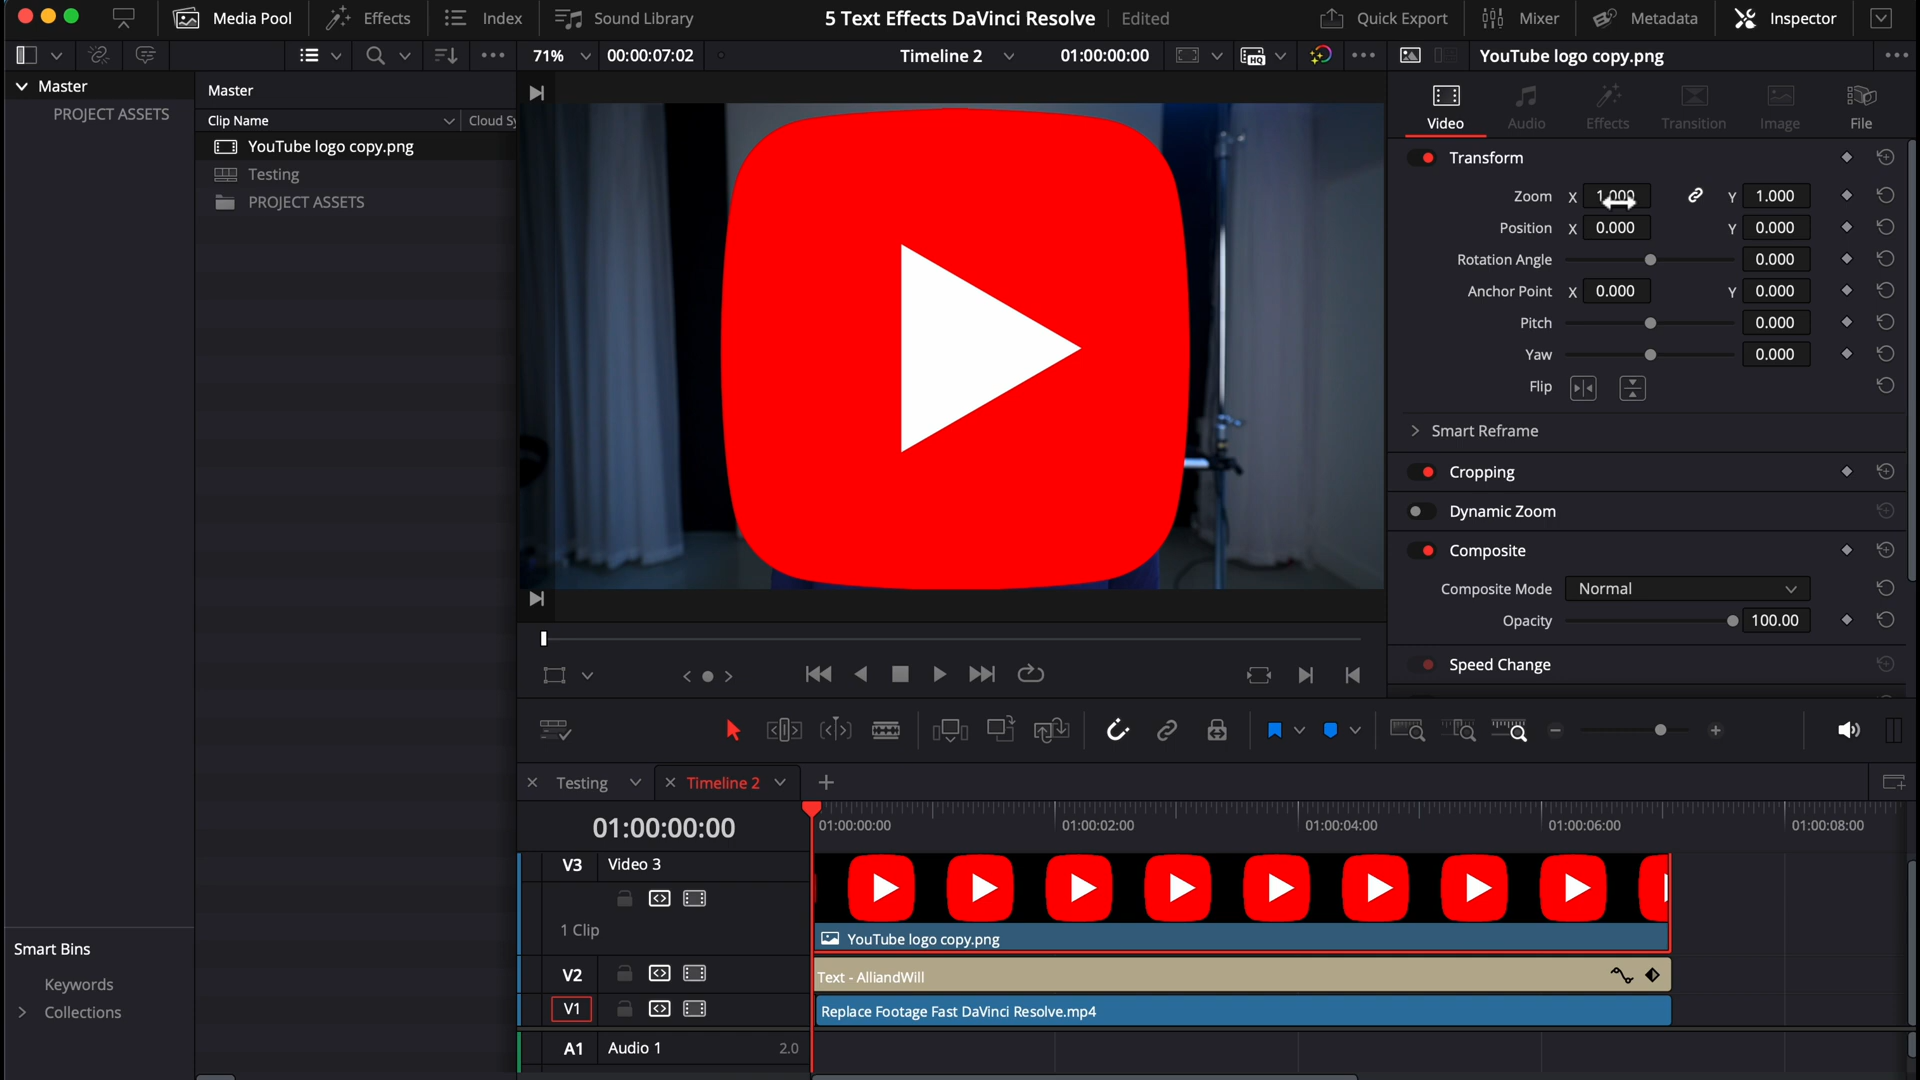 Media Pool Effects Index Sound Library 5 Text Effects DaVinci Resolve Edited Quick Export Mixer Metadata Inspector
71% 00:00:07:02 Timeline 2 01:00:00:00 HQ YouTube logo copy.png
Master
PROJECT ASSETS
Master
Clip Name Cloud Sy
YouTube logo copy.png
Testing
PROJECT ASSETS
Video Audio Effects Transition Image File
Transform
Zoom X 1.000 Y 1.000
Position X 0.000 Y 0.000
Rotation Angle 0.000
Anchor Point X 0.000 Y 0.000
Pitch 0.000
Yaw 0.000
Flip
Smart Reframe
Cropping
Dynamic Zoom
Composite
Composite Mode Normal
Opacity 100.00
Speed Change
Testing Timeline 2
01:00:00:00 01:00:00:00 01:00:02:00 01:00:04:00 01:00:06:00 01:00:08:00
V3 Video 3
1 Clip
YouTube logo copy.png
V2 Text - AlliandWill
V1 Replace Footage Fast DaVinci Resolve.mp4
A1 Audio 1 2.0
Smart Bins
Keywords
Collections